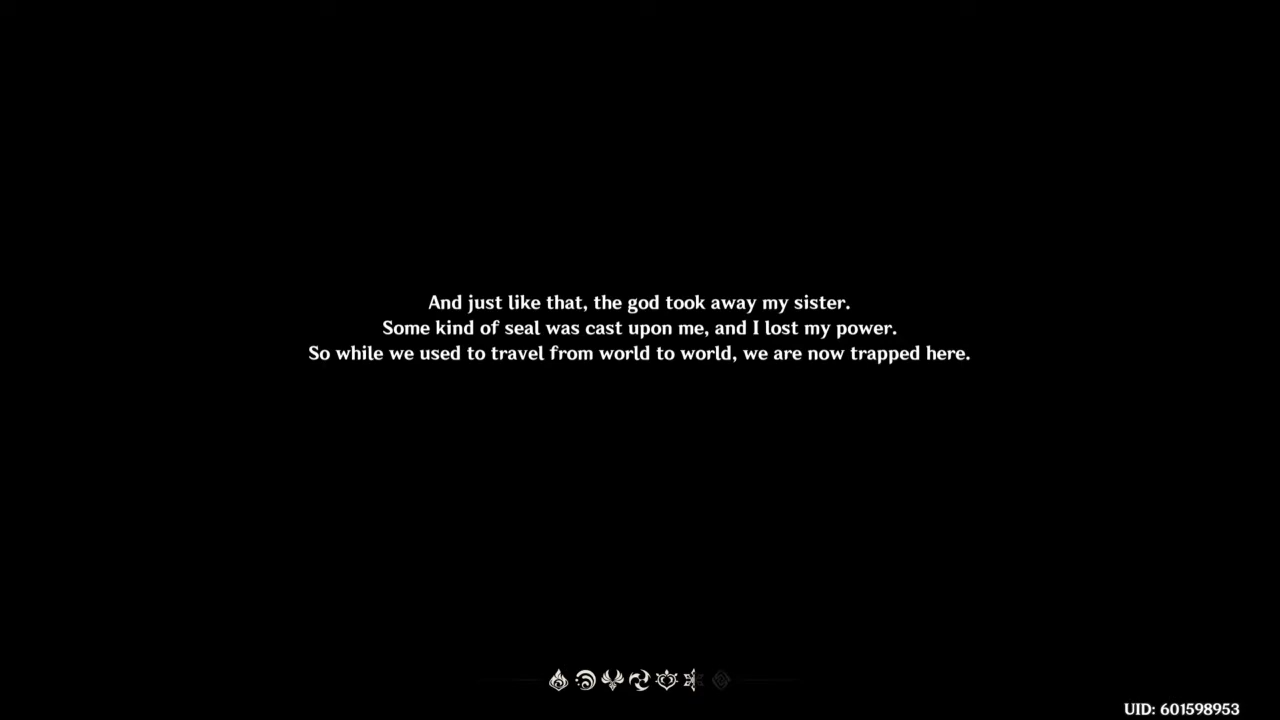 And just like that, the god took away my sister.
Some kind of seal was cast upon me, and I lost my power.
So while we used to travel from world to world, we are now trapped here.
UID: 601598953